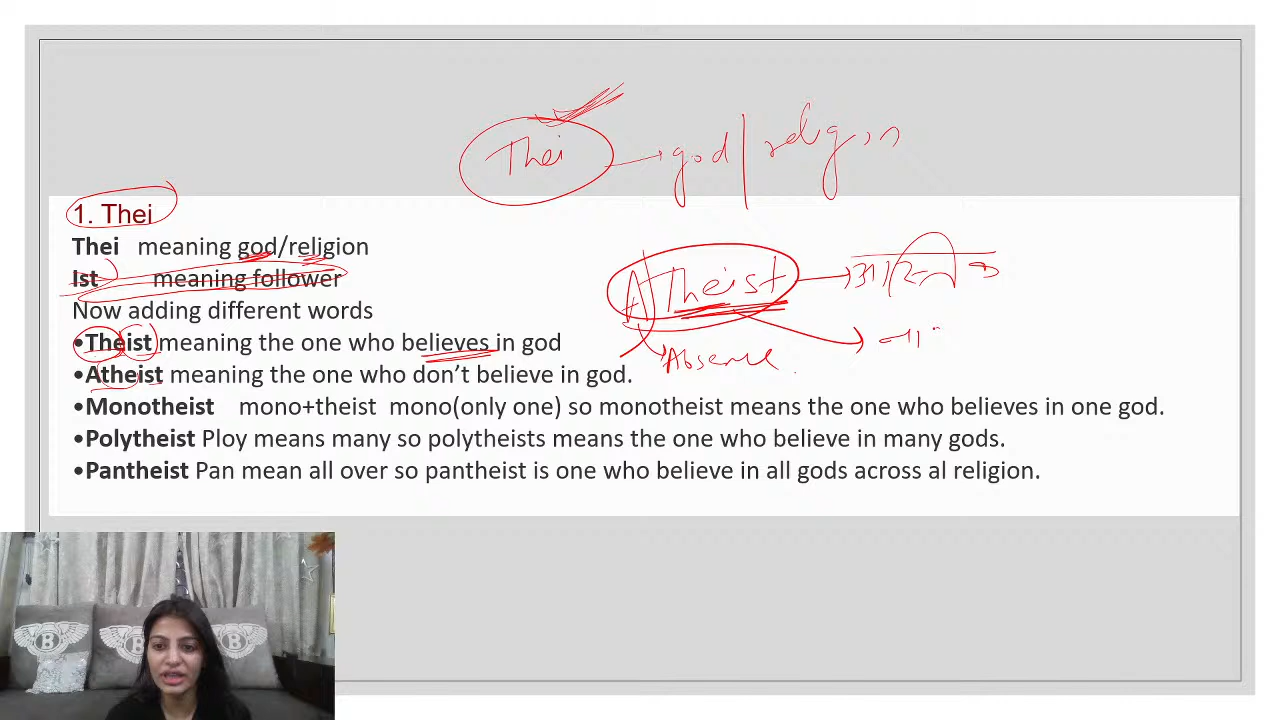 Thei → god | religion
1. Thei
Thei meaning god/religion
Ist meaning follower
Now adding different words
A Theist → आस्तिक
Absence
•Theist meaning the one who believes in god
•Atheist meaning the one who don’t believe in god.
•Monotheist mono+theist mono(only one) so monotheist means the one who believes in one god.
•Polytheist Ploy means many so polytheists means the one who believe in many gods.
•Pantheist Pan mean all over so pantheist is one who believe in all gods across al religion.
B
B